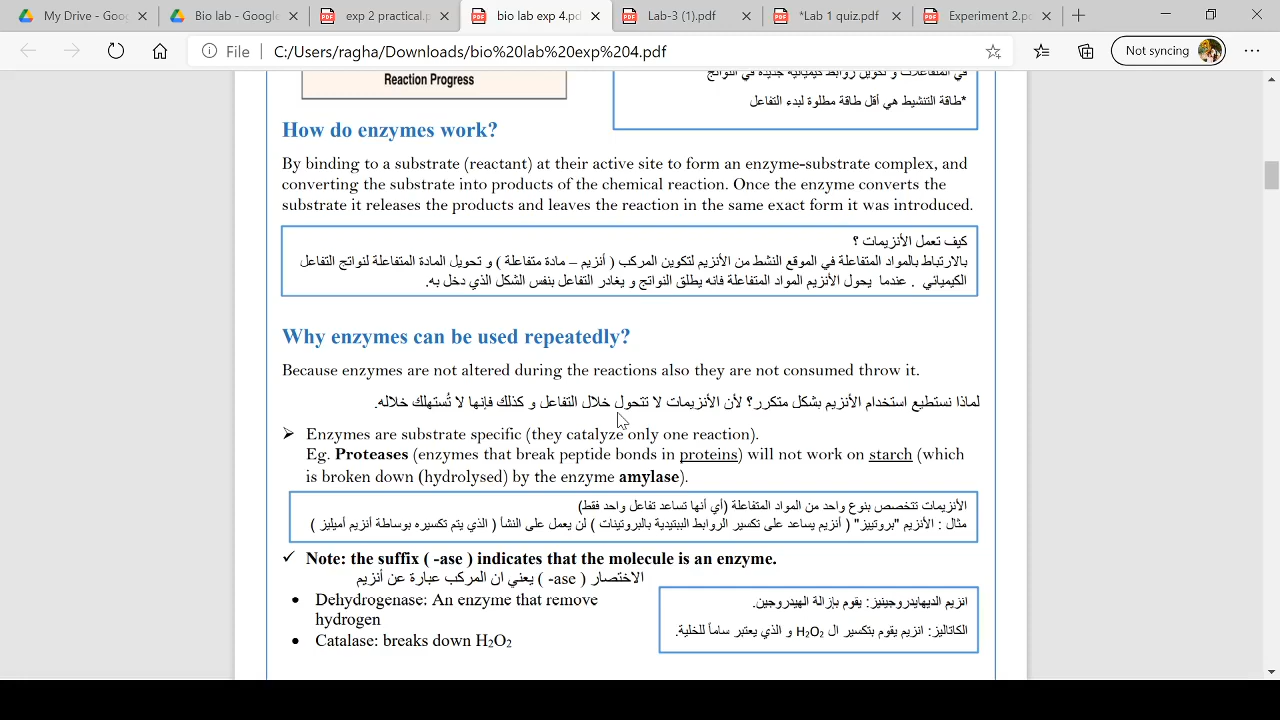 My Drive - Goo
Bio lab - Google
exp 2 practical.p
bio lab exp 4.pd
Lab-3 (1).pdf
*Lab 1 quiz.pdf
Experiment 2.pd
File
C:/Users/ragha/Downloads/bio%20lab%20exp%204.pdf
Not syncing
Reaction Progress
في المتفاعلات و تكوين روابط كيميائية جديدة في النواتج
*طاقة التنشيط هي أقل طاقة مطلوة لبدء التفاعل
How do enzymes work?
By binding to a substrate (reactant) at their active site to form an enzyme-substrate complex, and
converting the substrate into products of the chemical reaction. Once the enzyme converts the
substrate it releases the products and leaves the reaction in the same exact form it was introduced.
كيف تعمل الأنزيمات ؟
بالارتباط بالمواد المتفاعلة في الموقع النشط من الأنزيم لتكوين المركب ( أنزيم – مادة متفاعلة ) و تحويل المادة المتفاعلة لنواتج التفاعل
الكيميائي . عندما يحول الأنزيم المواد المتفاعلة فانه يطلق النواتج و يغادر التفاعل بنفس الشكل الذي دخل به.
Why enzymes can be used repeatedly?
Because enzymes are not altered during the reactions also they are not consumed throw it.
لماذا نستطيع استخدام الأنزيم بشكل متكرر؟ لأن الأنزيمات لا تتحول خلال التفاعل و كذلك فإنها لا تُستهلك خلاله.
➢ Enzymes are substrate specific (they catalyze only one reaction).
Eg. Proteases (enzymes that break peptide bonds in proteins) will not work on starch (which
is broken down (hydrolysed) by the enzyme amylase).
الأنزيمات تتخصص بنوع واحد من المواد المتفاعلة (أي أنها تساعد تفاعل واحد فقط)
مثال : الأنزيم "بروتييز" ( أنزيم يساعد على تكسير الروابط الببتيدية بالبروتينات ) لن يعمل على النشأ ( الذي يتم تكسيره بوساطة أنزيم أميليز )
✓ Note: the suffix ( -ase ) indicates that the molecule is an enzyme.
الاختصار ( -ase ) يعني ان المركب عبارة عن أنزيم
• Dehydrogenase: An enzyme that remove
hydrogen
• Catalase: breaks down H₂O₂
انزيم الديهايدروجينيز: يقوم بإزالة الهيدروجين.
الكاتاليز: انزيم يقوم بتكسير ال H₂O₂ و الذي يعتبر ساماً للخلية.